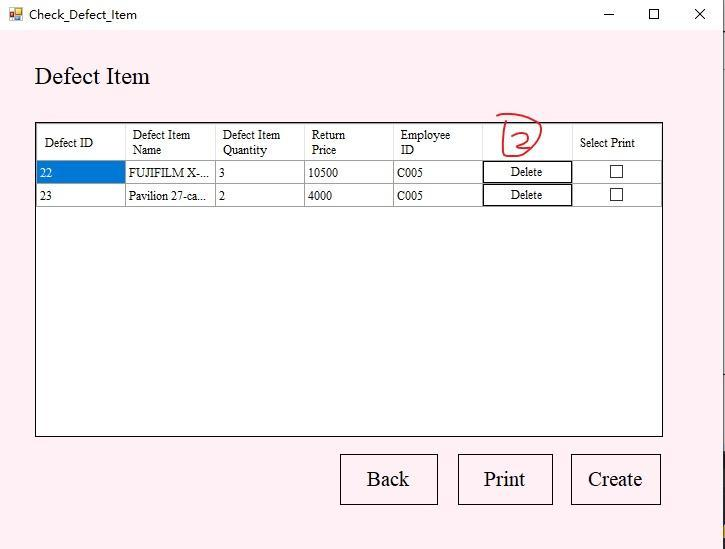 Check_Defect_Item
Defect Item
Defect ID
Defect Item
Name
Defect Item
Quantity
Return
Price
Employee
ID
2
Select Print
22 FUJIFILM X-... 3 10500 C005 Delete
23 Pavilion 27-ca... 2 4000 C005 Delete
Back Print Create